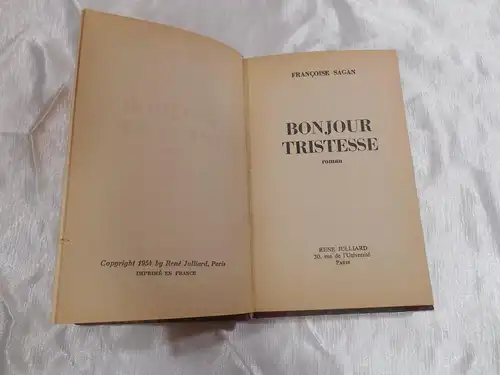 Copyright 1954 by René Julliard, Paris
IMPRIMÉ EN FRANCE
FRANÇOISE SAGAN
BONJOUR
TRISTESSE
roman
RENÉ JULLIARD
30, rue de l'Université
Paris